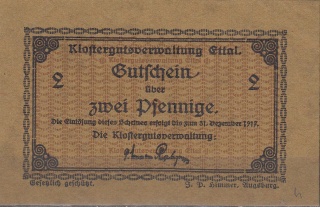 Klostergutsverwaltung Ettal.
2 Gutschein 2
über
zwei Pfennige.
Die Einlösung dieses Scheines erfolgt bis zum 31. Dezember 1917.
Die Klostergutsverwaltung:
Gesetzlich geschützt. J. P. Himmer, Augsburg.